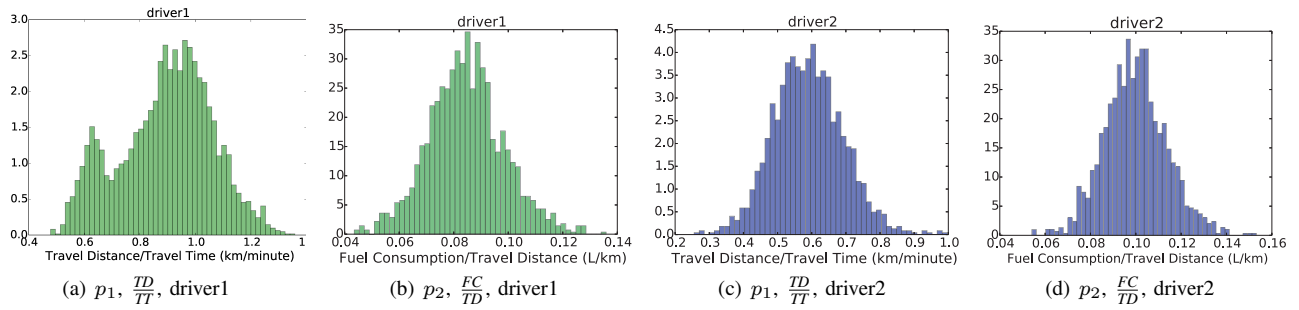 driver1
3.0
2.5
2.0
1.5
1.0
0.5
0.0
0.4 0.6 0.8 1.0 1.2 1
Travel Distance/Travel Time (km/minute)
(a) p1, TD/TT, driver1
driver1
35
30
25
20
15
10
5
0
0.04 0.06 0.08 0.10 0.12 0.14
Fuel Consumption/Travel Distance (L/km)
(b) p2, FC/TD, driver1
driver2
4.5
4.0
3.5
3.0
2.5
2.0
1.5
1.0
0.5
0.0
0.2 0.3 0.4 0.5 0.6 0.7 0.8 0.9 1.0
Travel Distance/Travel Time (km/minute)
(c) p1, TD/TT, driver2
driver2
35
30
25
20
15
10
5
0
0.04 0.06 0.08 0.10 0.12 0.14 0.16
Fuel Consumption/Travel Distance (L/km)
(d) p2, FC/TD, driver2